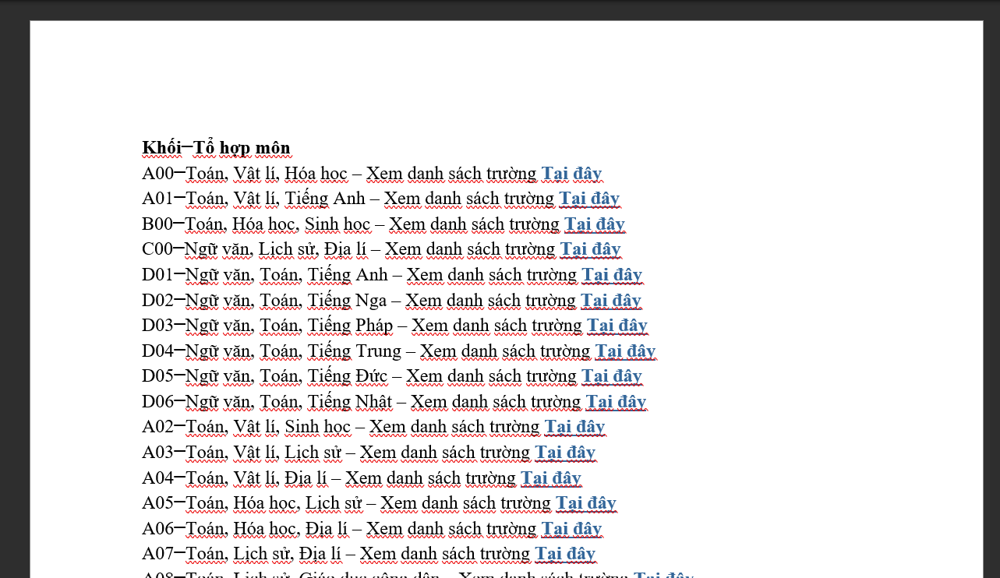 Khối–Tổ hợp môn
A00–Toán, Vật lí, Hóa học – Xem danh sách trường Tại đây
A01–Toán, Vật lí, Tiếng Anh – Xem danh sách trường Tại đây
B00–Toán, Hóa học, Sinh học – Xem danh sách trường Tại đây
C00–Ngữ văn, Lịch sử, Địa lí – Xem danh sách trường Tại đây
D01–Ngữ văn, Toán, Tiếng Anh – Xem danh sách trường Tại đây
D02–Ngữ văn, Toán, Tiếng Nga – Xem danh sách trường Tại đây
D03–Ngữ văn, Toán, Tiếng Pháp – Xem danh sách trường Tại đây
D04–Ngữ văn, Toán, Tiếng Trung – Xem danh sách trường Tại đây
D05–Ngữ văn, Toán, Tiếng Đức – Xem danh sách trường Tại đây
D06–Ngữ văn, Toán, Tiếng Nhật – Xem danh sách trường Tại đây
A02–Toán, Vật lí, Sinh học – Xem danh sách trường Tại đây
A03–Toán, Vật lí, Lịch sử – Xem danh sách trường Tại đây
A04–Toán, Vật lí, Địa lí – Xem danh sách trường Tại đây
A05–Toán, Hóa học, Lịch sử – Xem danh sách trường Tại đây
A06–Toán, Hóa học, Địa lí – Xem danh sách trường Tại đây
A07–Toán, Lịch sử, Địa lí – Xem danh sách trường Tại đây
A08–Toán, Lịch sử, Giáo dục công dân – Xem danh sách trường Tại đây